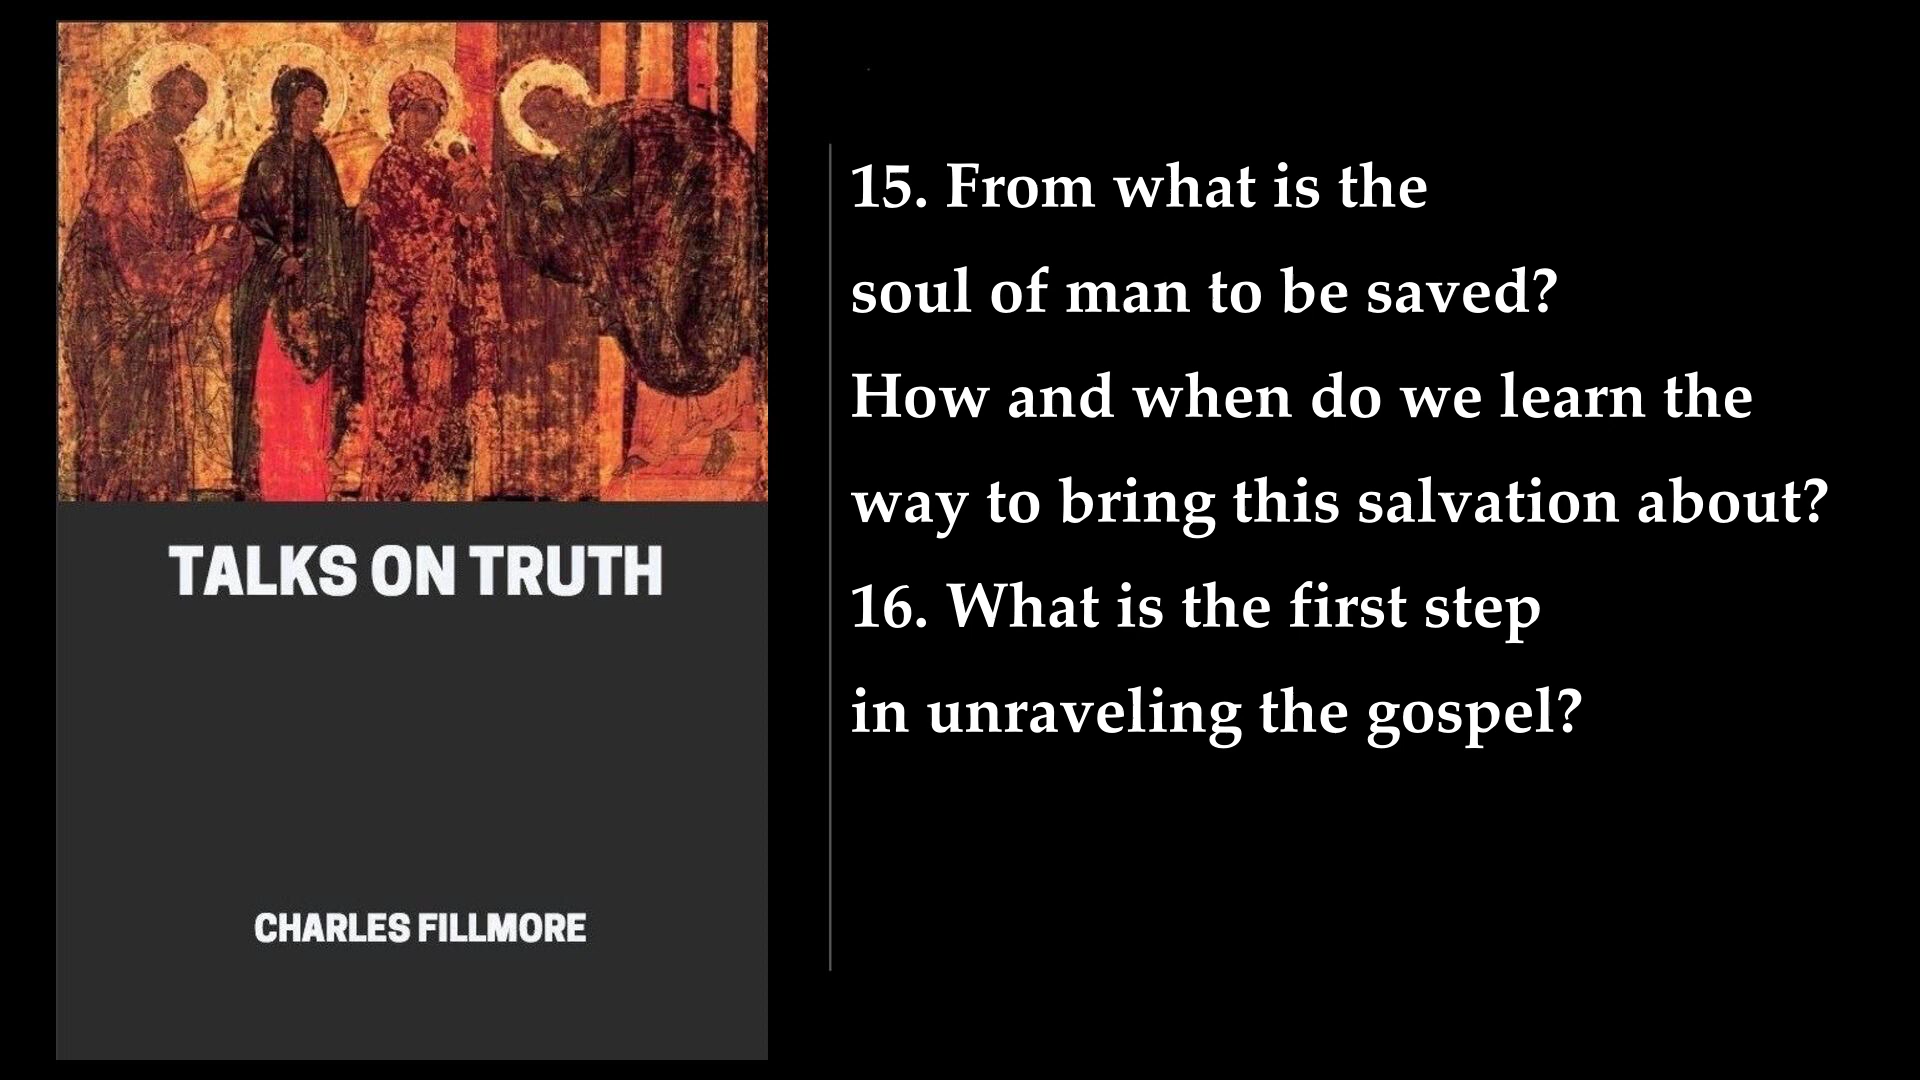 TALKS ON TRUTH
CHARLES FILLMORE
15. From what is the
soul of man to be saved?
How and when do we learn the
way to bring this salvation about?
16. What is the first step
in unraveling the gospel?